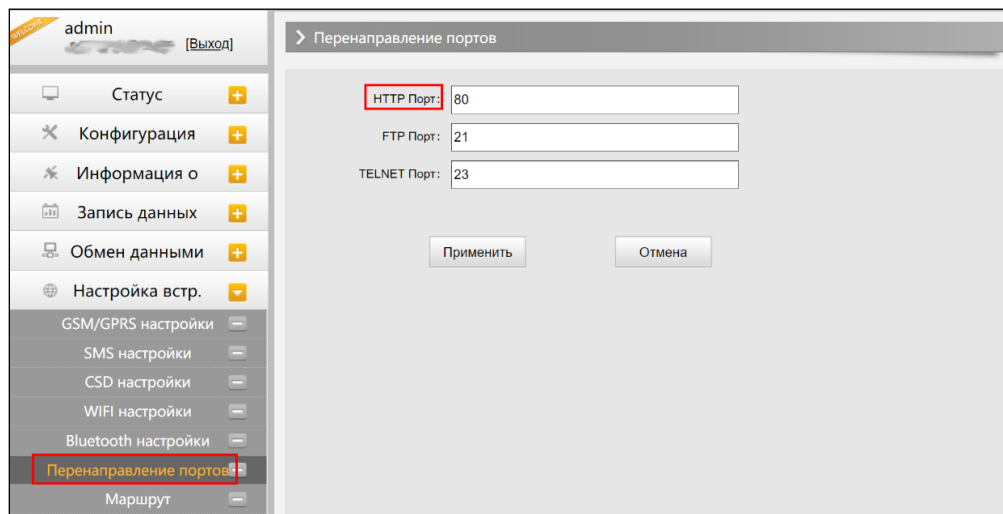 WELCOME
admin
[Выход]
Статус
Конфигурация
Информация о
Запись данных
Обмен данными
Настройка встр.
GSM/GPRS настройки
SMS настройки
CSD настройки
WIFI настройки
Bluetooth настройки
Перенаправление портов
Маршрут
Перенаправление портов
HTTP Порт: 80
FTP Порт: 21
TELNET Порт: 23
Применить Отмена